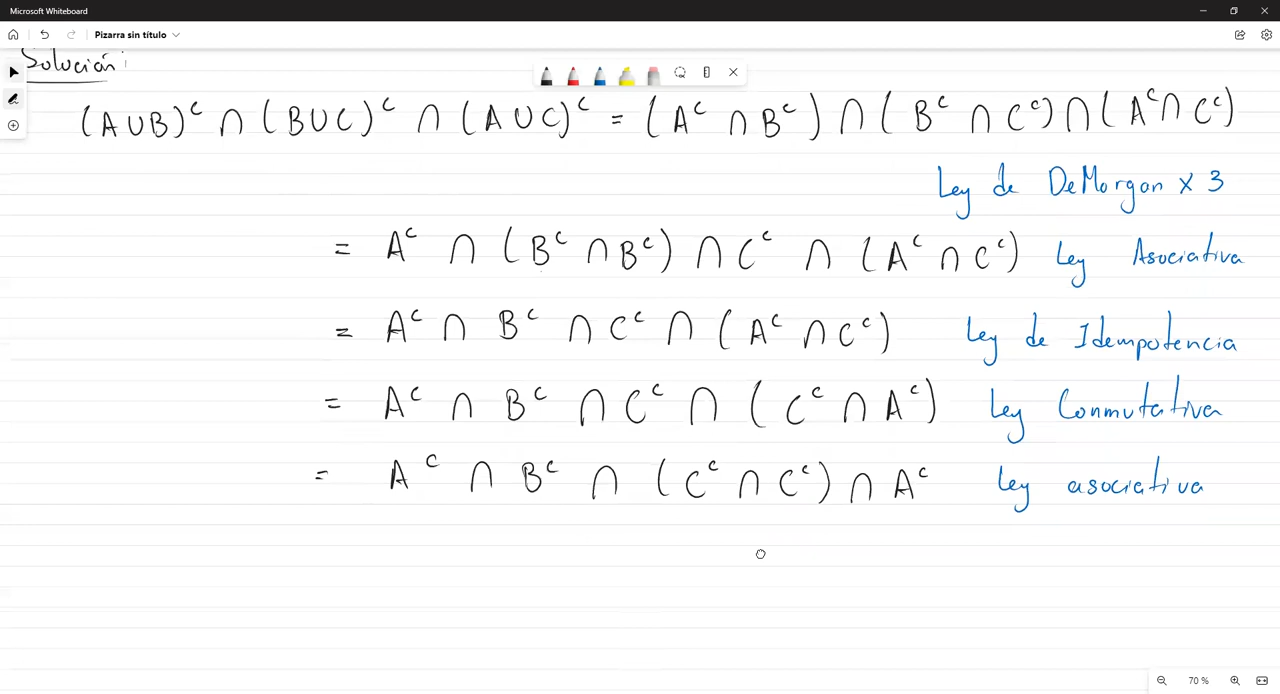 Microsoft Whiteboard
Pizarra sin título
Solución:
(A∪B)ᶜ ∩ (B∪C)ᶜ ∩ (A∪C)ᶜ = (Aᶜ ∩ Bᶜ) ∩ (Bᶜ ∩ Cᶜ) ∩ (Aᶜ ∩ Cᶜ)
Ley de DeMorgan x 3
= Aᶜ ∩ (Bᶜ ∩ Bᶜ) ∩ Cᶜ ∩ (Aᶜ ∩ Cᶜ) Ley Asociativa
= Aᶜ ∩ Bᶜ ∩ Cᶜ ∩ (Aᶜ ∩ Cᶜ) Ley de Idempotencia
= Aᶜ ∩ Bᶜ ∩ Cᶜ ∩ (Cᶜ ∩ Aᶜ) Ley Conmutativa
= Aᶜ ∩ Bᶜ ∩ (Cᶜ ∩ Cᶜ) ∩ Aᶜ Ley asociativa
70 %